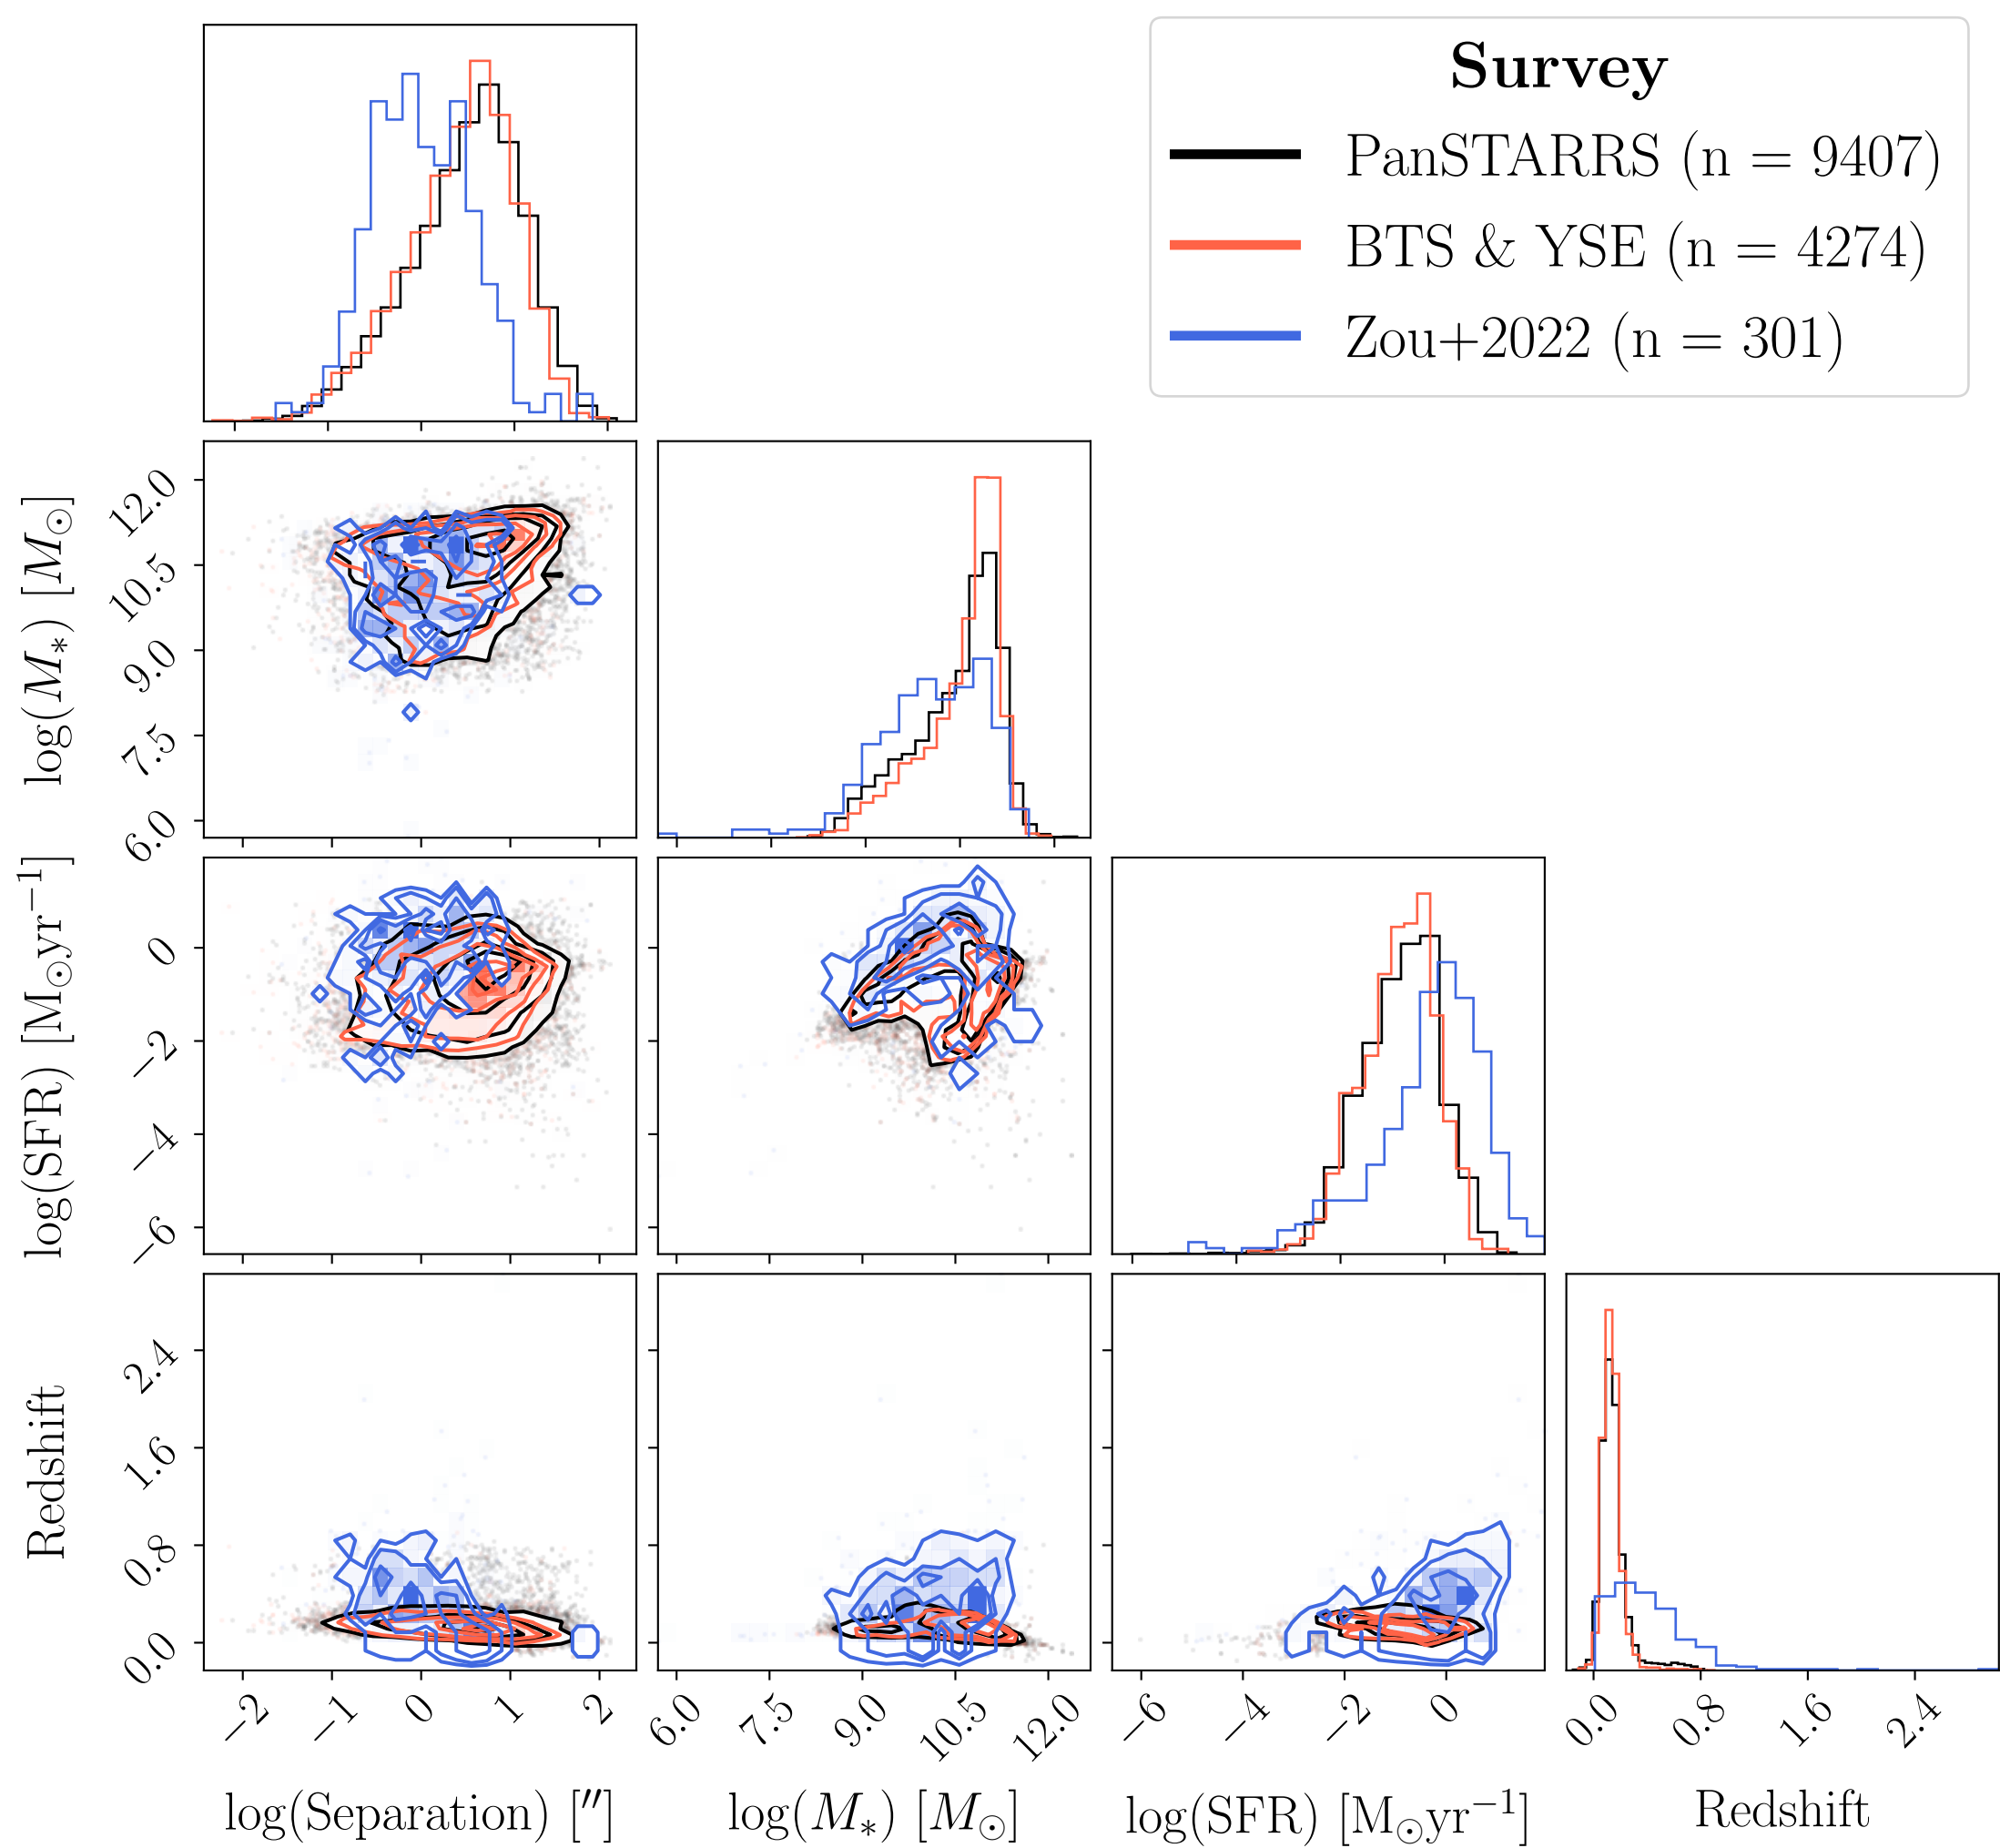 Survey
PanSTARRS (n = 9407)
BTS & YSE (n = 4274)
Zou+2022 (n = 301)
log(M∗) [M⊙]
12.0
10.5
9.0
7.5
6.0
log(SFR) [M⊙yr−1]
0
−2
−4
−6
Redshift
2.4
1.6
0.8
0.0
−2 −1 0 1 2
6.0 7.5 9.0 10.5 12.0
−6 −4 −2 0
0.0 0.8 1.6 2.4
log(Separation) [″]
log(M∗) [M⊙]
log(SFR) [M⊙yr−1]
Redshift